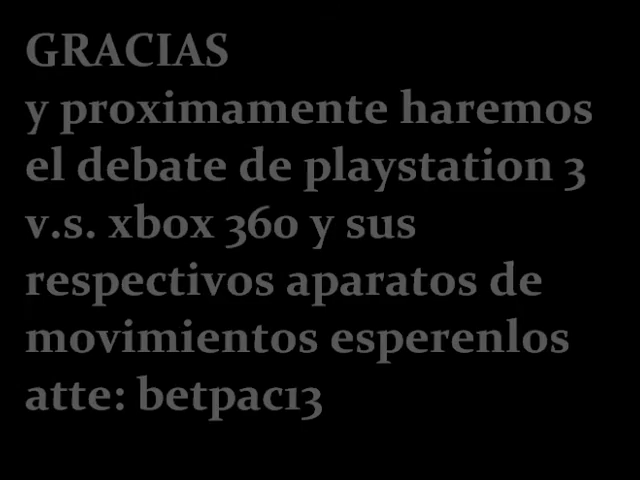 GRACIAS
y proximamente haremos
el debate de playstation 3
v.s. xbox 360 y sus
respectivos aparatos de
movimientos esperenlos
atte: betpac13